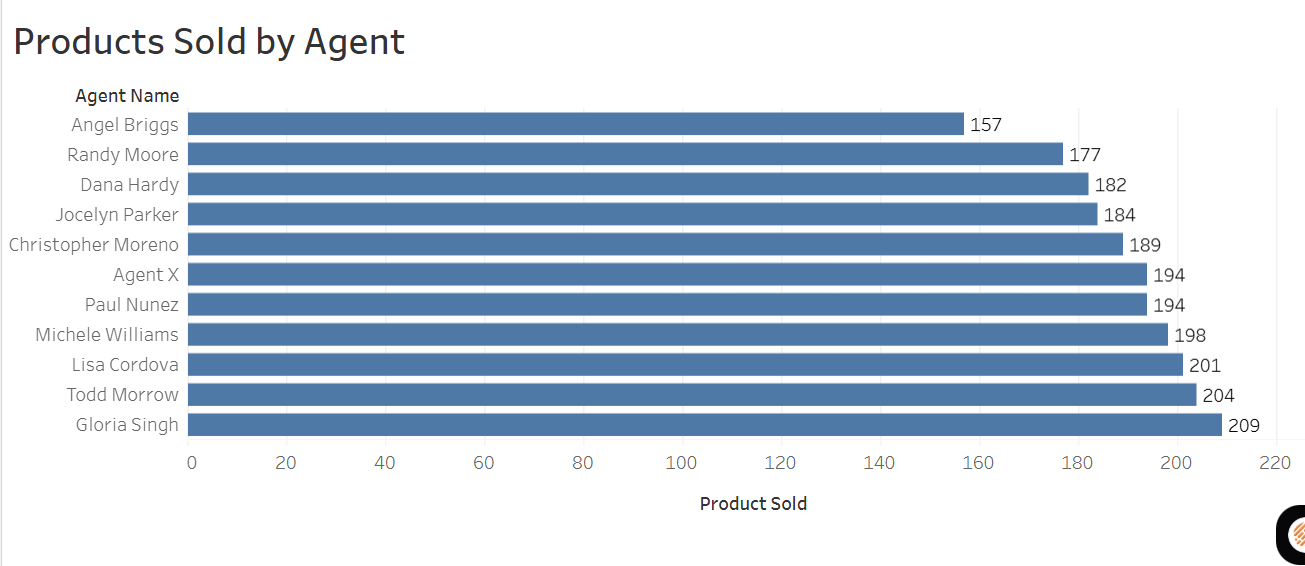 Products Sold by Agent
Agent Name
Angel Briggs 157
Randy Moore 177
Dana Hardy 182
Jocelyn Parker 184
Christopher Moreno 189
Agent X 194
Paul Nunez 194
Michele Williams 198
Lisa Cordova 201
Todd Morrow 204
Gloria Singh 209
0 20 40 60 80 100 120 140 160 180 200 220
Product Sold